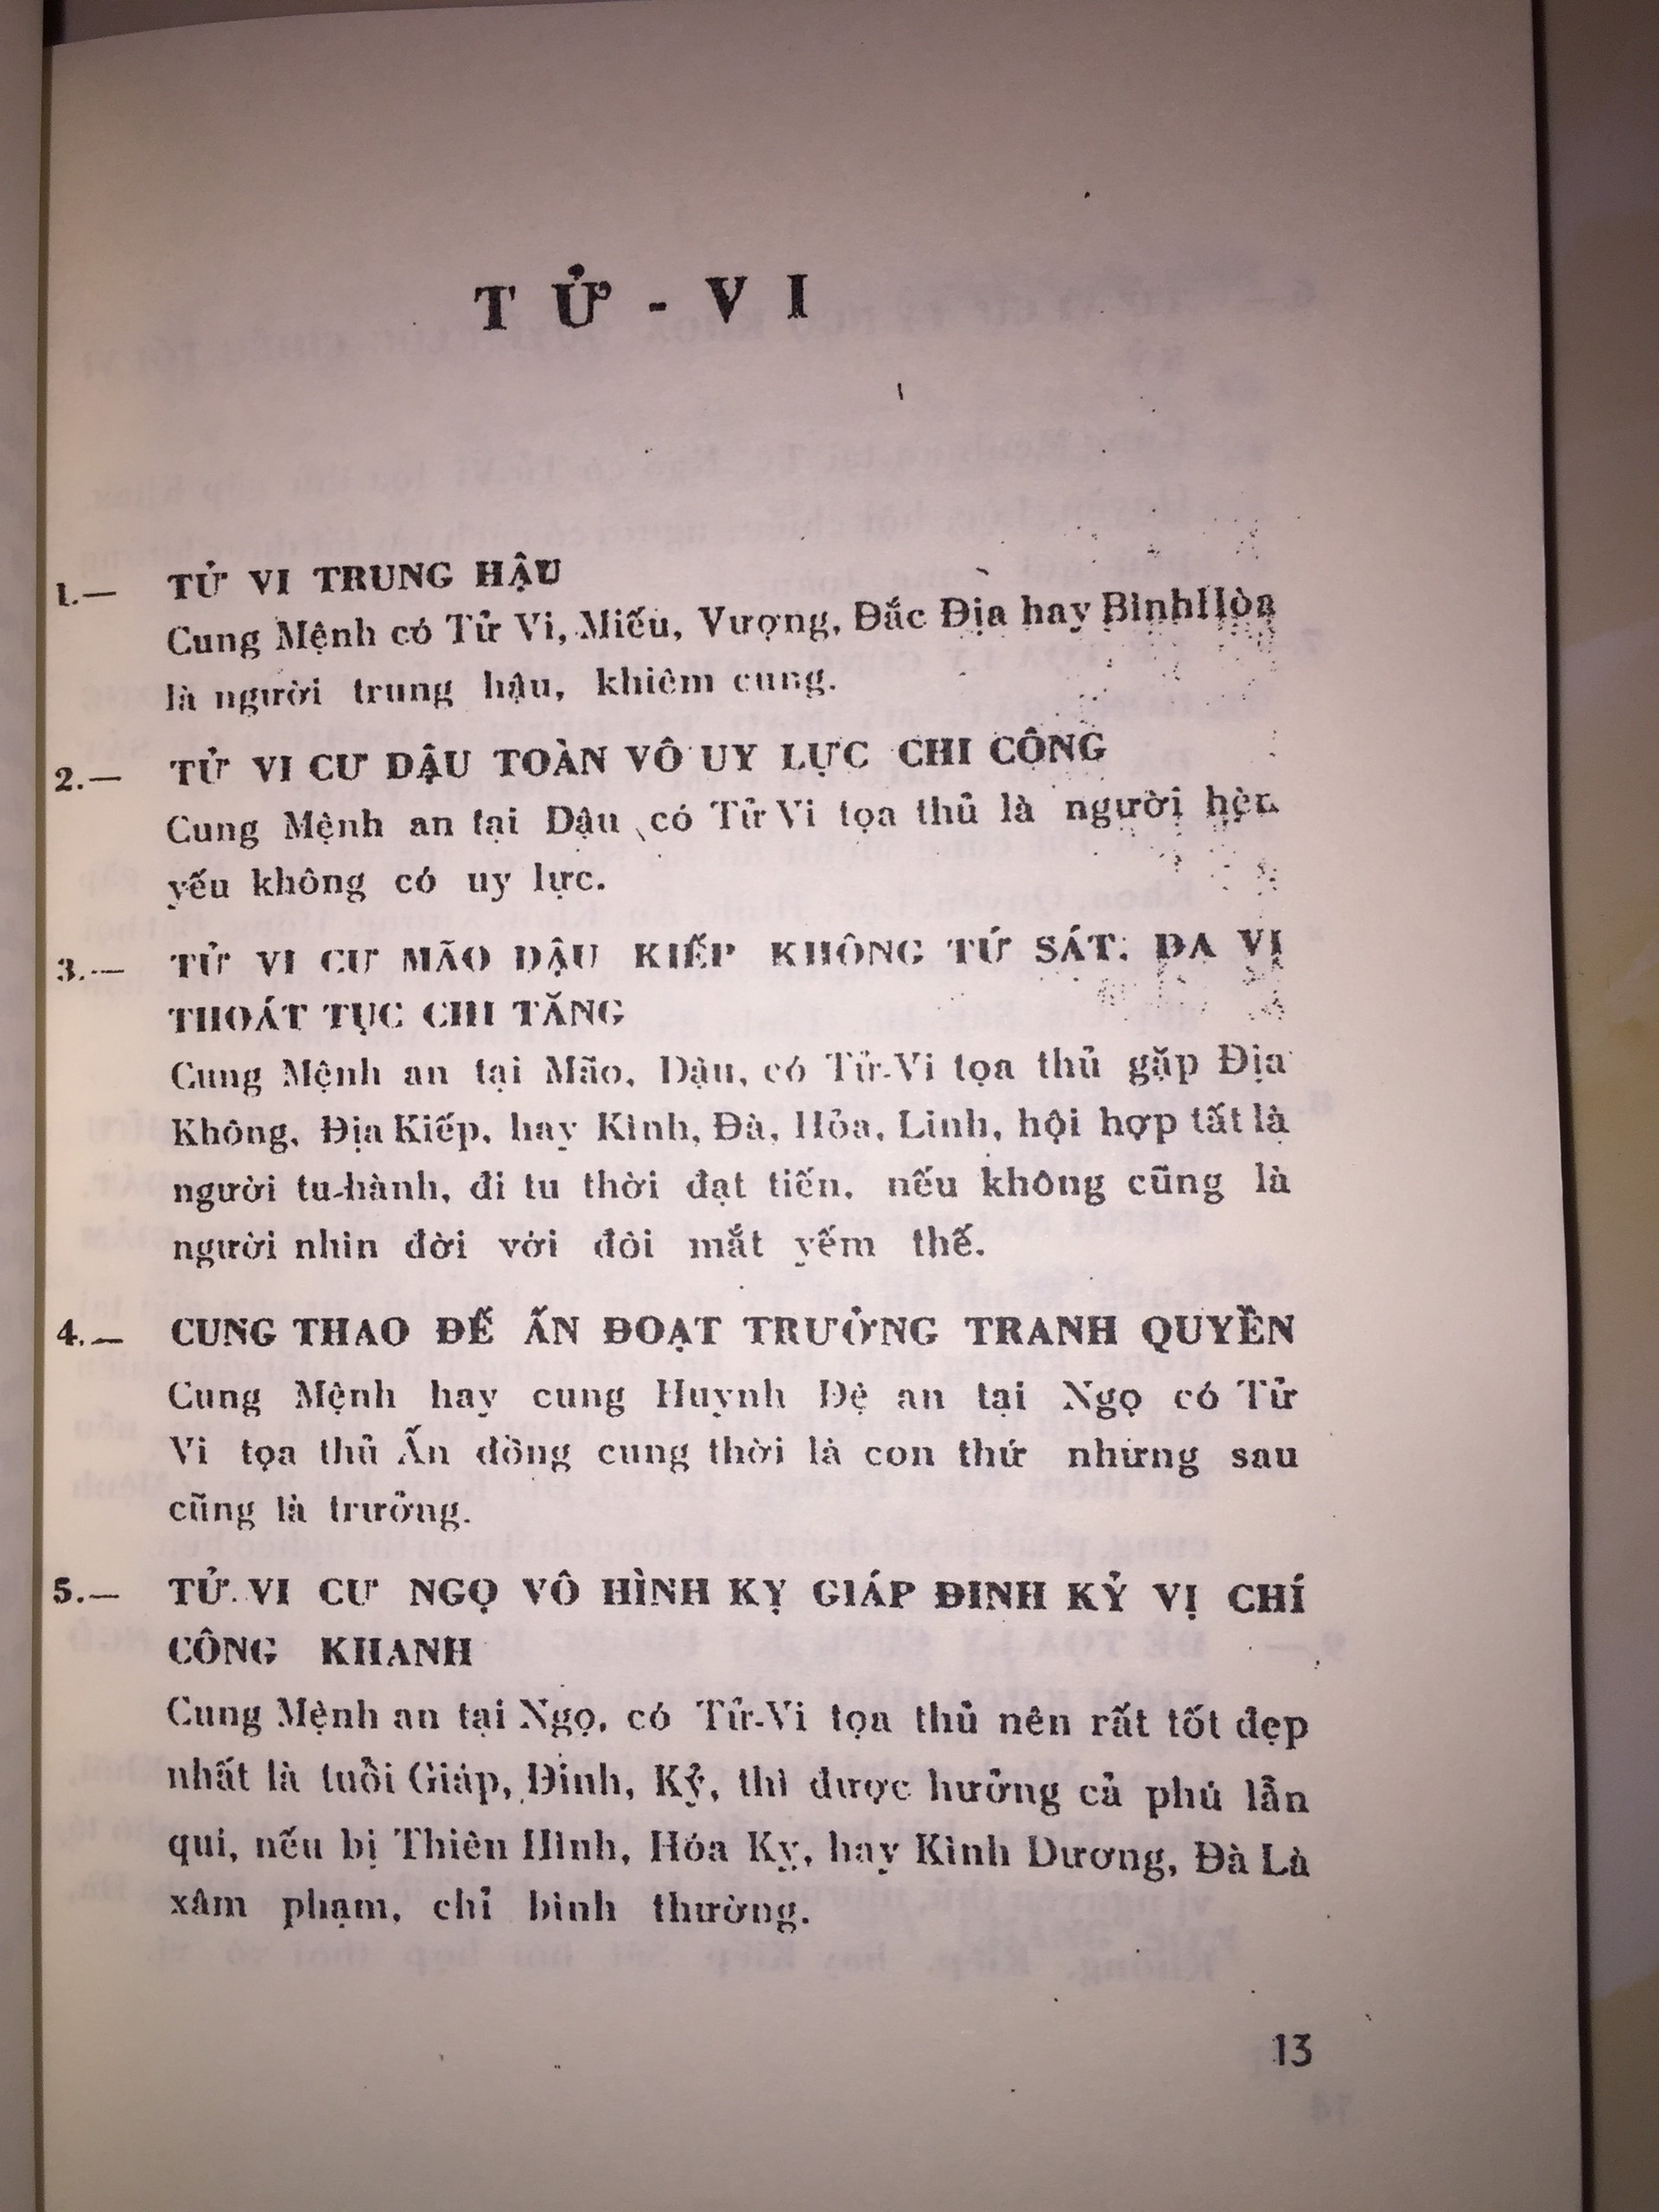 TỬ - VI
1.— TỬ VI TRUNG HẬU
Cung Mệnh có Tử Vi, Miếu, Vượng, Đắc Địa hay Bình Hòa
là người trung hậu, khiêm cung.
2.— TỬ VI CƯ DẬU TOÀN VÔ UY LỰC CHI CÔNG
Cung Mệnh an tại Dậu có Tử Vi tọa thủ là người hèn
yếu không có uy lực.
3.— TỬ VI CƯ MÃO DẬU KIẾP KHÔNG TỨ SÁT: ĐA VI
THOÁT TỤC CHI TĂNG
Cung Mệnh an tại Mão, Dậu, có Tử-Vi tọa thủ gặp Địa
Không, Địa Kiếp, hay Kình, Đà, Hỏa, Linh, hội hợp tất là
người tu-hành, đi tu thời đạt tiến, nếu không cũng là
người nhìn đời với đôi mắt yếm thế.
4.— CUNG THAO ĐẾ ẤN ĐOẠT TRƯỞNG TRANH QUYỀN
Cung Mệnh hay cung Huynh Đệ an tại Ngọ có Tử
Vi tọa thủ Ấn đồng cung thời là con thứ nhưng sau
cũng là trưởng.
5.— TỬ.VI CƯ NGỌ VÔ HÌNH KỴ GIÁP ĐINH KỶ VỊ CHÍ
CÔNG KHANH
Cung Mệnh an tại Ngọ, có Tử-Vi tọa thủ nên rất tốt đẹp
nhất là tuổi Giáp, Đinh, Kỷ, thì được hưởng cả phú lẫn
quí, nếu bị Thiên Hình, Hóa Kỵ, hay Kình Dương, Đà Là
xâm phạm, chỉ bình thường.
13